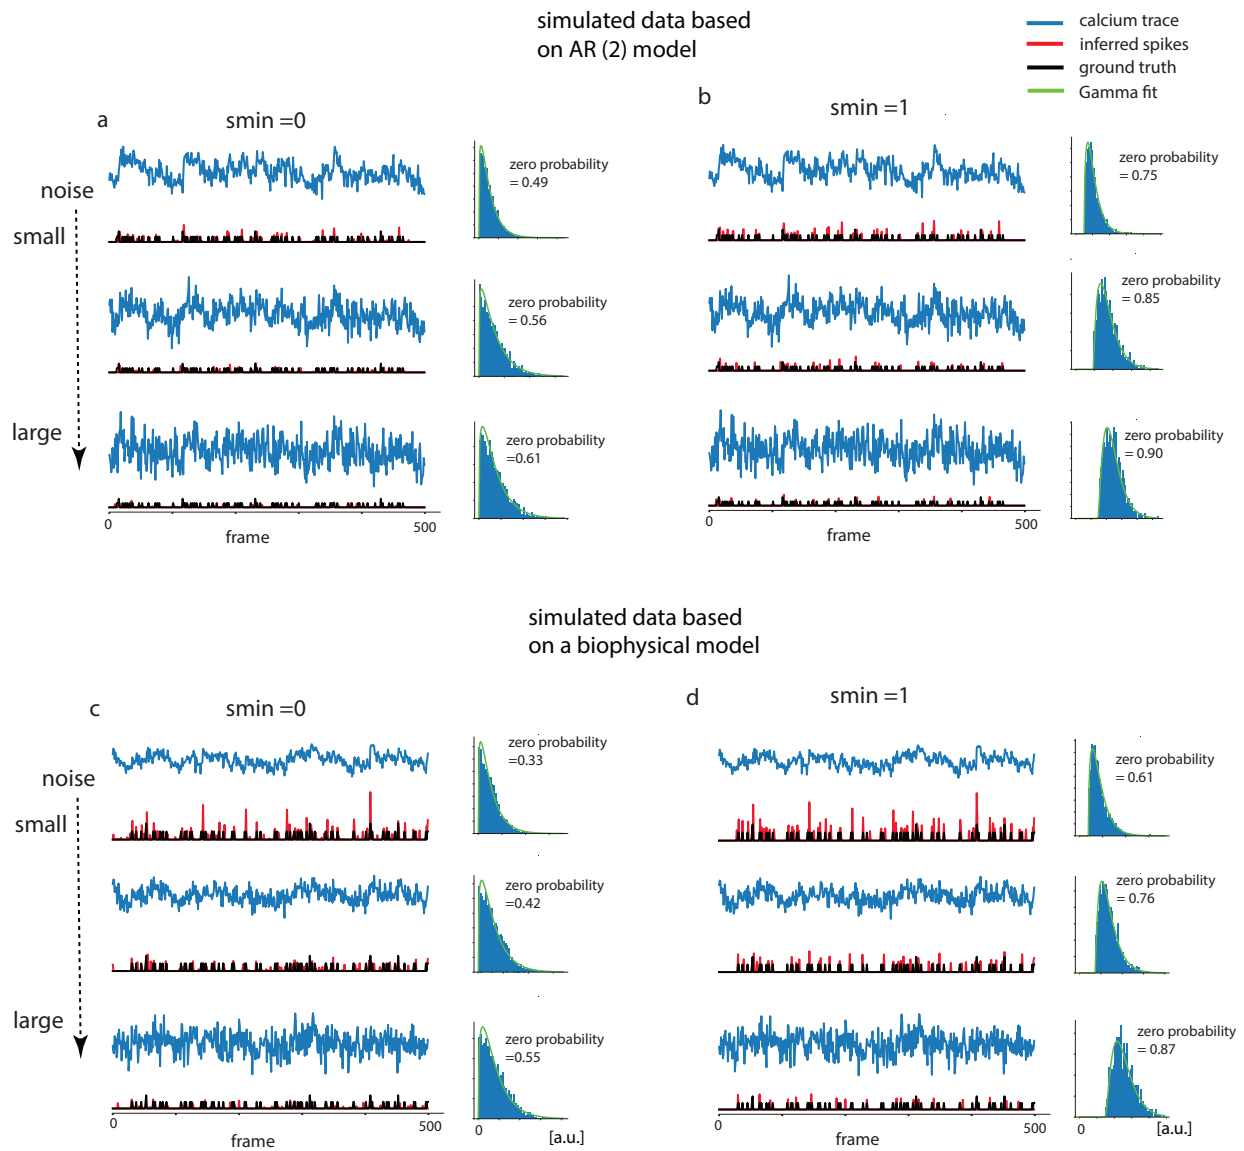 simulated data based
on AR (2) model
calcium trace
inferred spikes
ground truth
Gamma fit
a
smin =0
b
smin =1
noise
small
large
zero probability
= 0.49
zero probability
= 0.56
zero probability
=0.61
0
500
frame
zero probability
= 0.75
zero probability
= 0.85
zero probability
= 0.90
0
500
frame
simulated data based
on a biophysical model
c
smin =0
d
smin =1
noise
small
large
zero probability
=0.33
zero probability
=0.42
zero probability
=0.55
0
500
frame
0
[a.u.]
zero probability
= 0.61
zero probability
= 0.76
zero probability
= 0.87
0
500
frame
0
[a.u.]